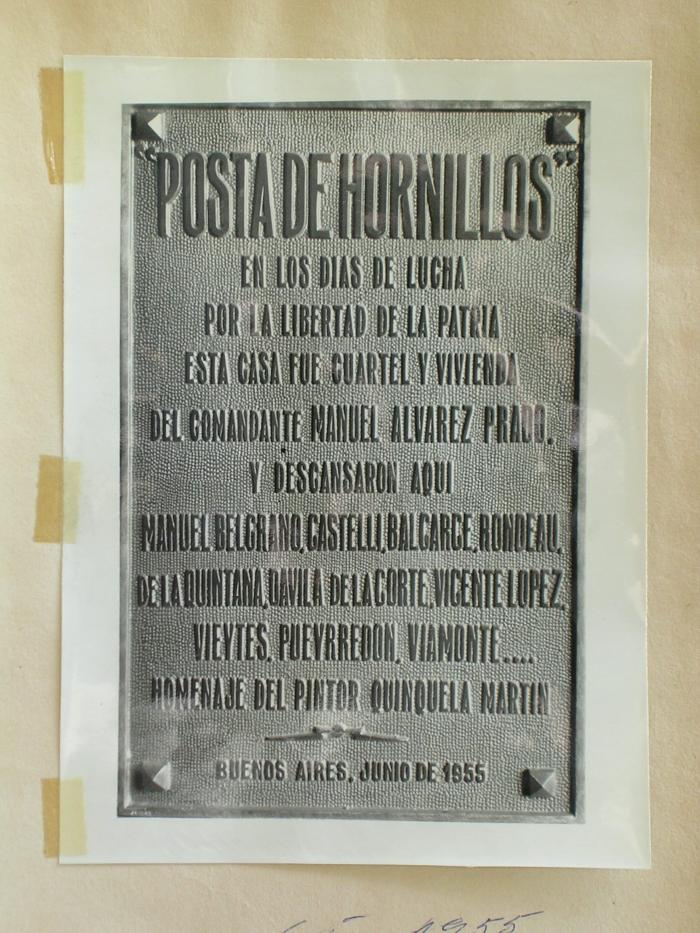 "POSTA DE HORNILLOS"
EN LOS DIAS DE LUCHA
POR LA LIBERTAD DE LA PATRIA
ESTA CASA FUE CUARTEL Y VIVIENDA
DEL COMANDANTE MANUEL ALVAREZ PRADO.
Y DESCANSARON AQUI
MANUEL BELGRANO, CASTELLI, BALCARCE, RONDEAU,
DE LA QUINTANA, DAVILA DE LA CORTE, VICENTE LOPEZ,
VIEYTES, PUEYRREDON, VIAMONTE....
HOMENAJE DEL PINTOR QUINQUELA MARTIN
BUENOS AIRES, JUNIO DE 1955
1955